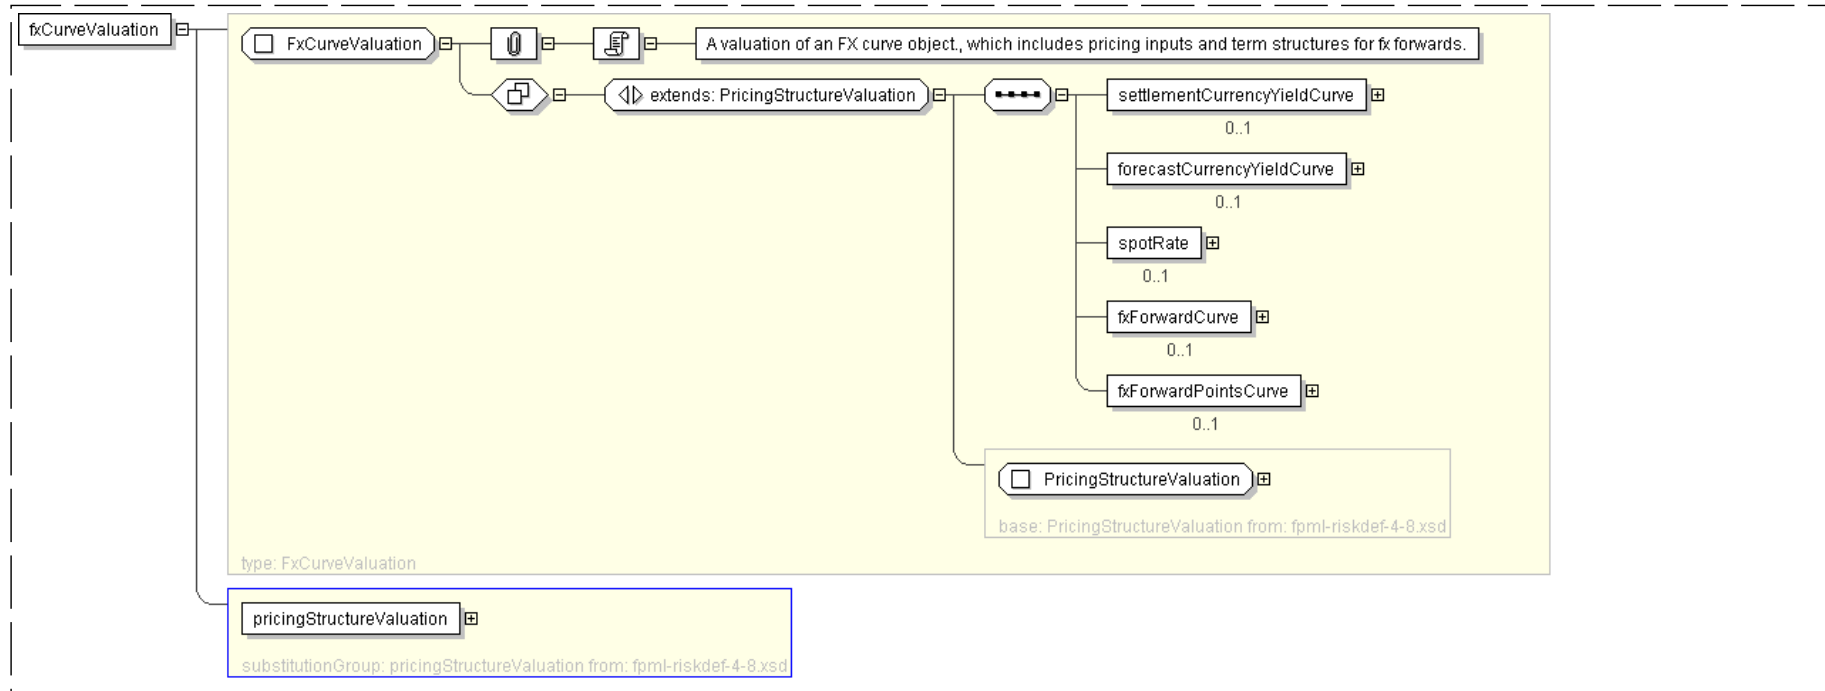 fxCurveValuation
FxCurveValuation
A valuation of an FX curve object., which includes pricing inputs and term structures for fx forwards.
extends: PricingStructureValuation
settlementCurrencyYieldCurve
0..1
forecastCurrencyYieldCurve
0..1
spotRate
0..1
fxForwardCurve
0..1
fxForwardPointsCurve
0..1
PricingStructureValuation
base: PricingStructureValuation from: fpml-riskdef-4-8.xsd
type: FxCurveValuation
pricingStructureValuation
substitutionGroup: pricingStructureValuation from: fpml-riskdef-4-8.xsd